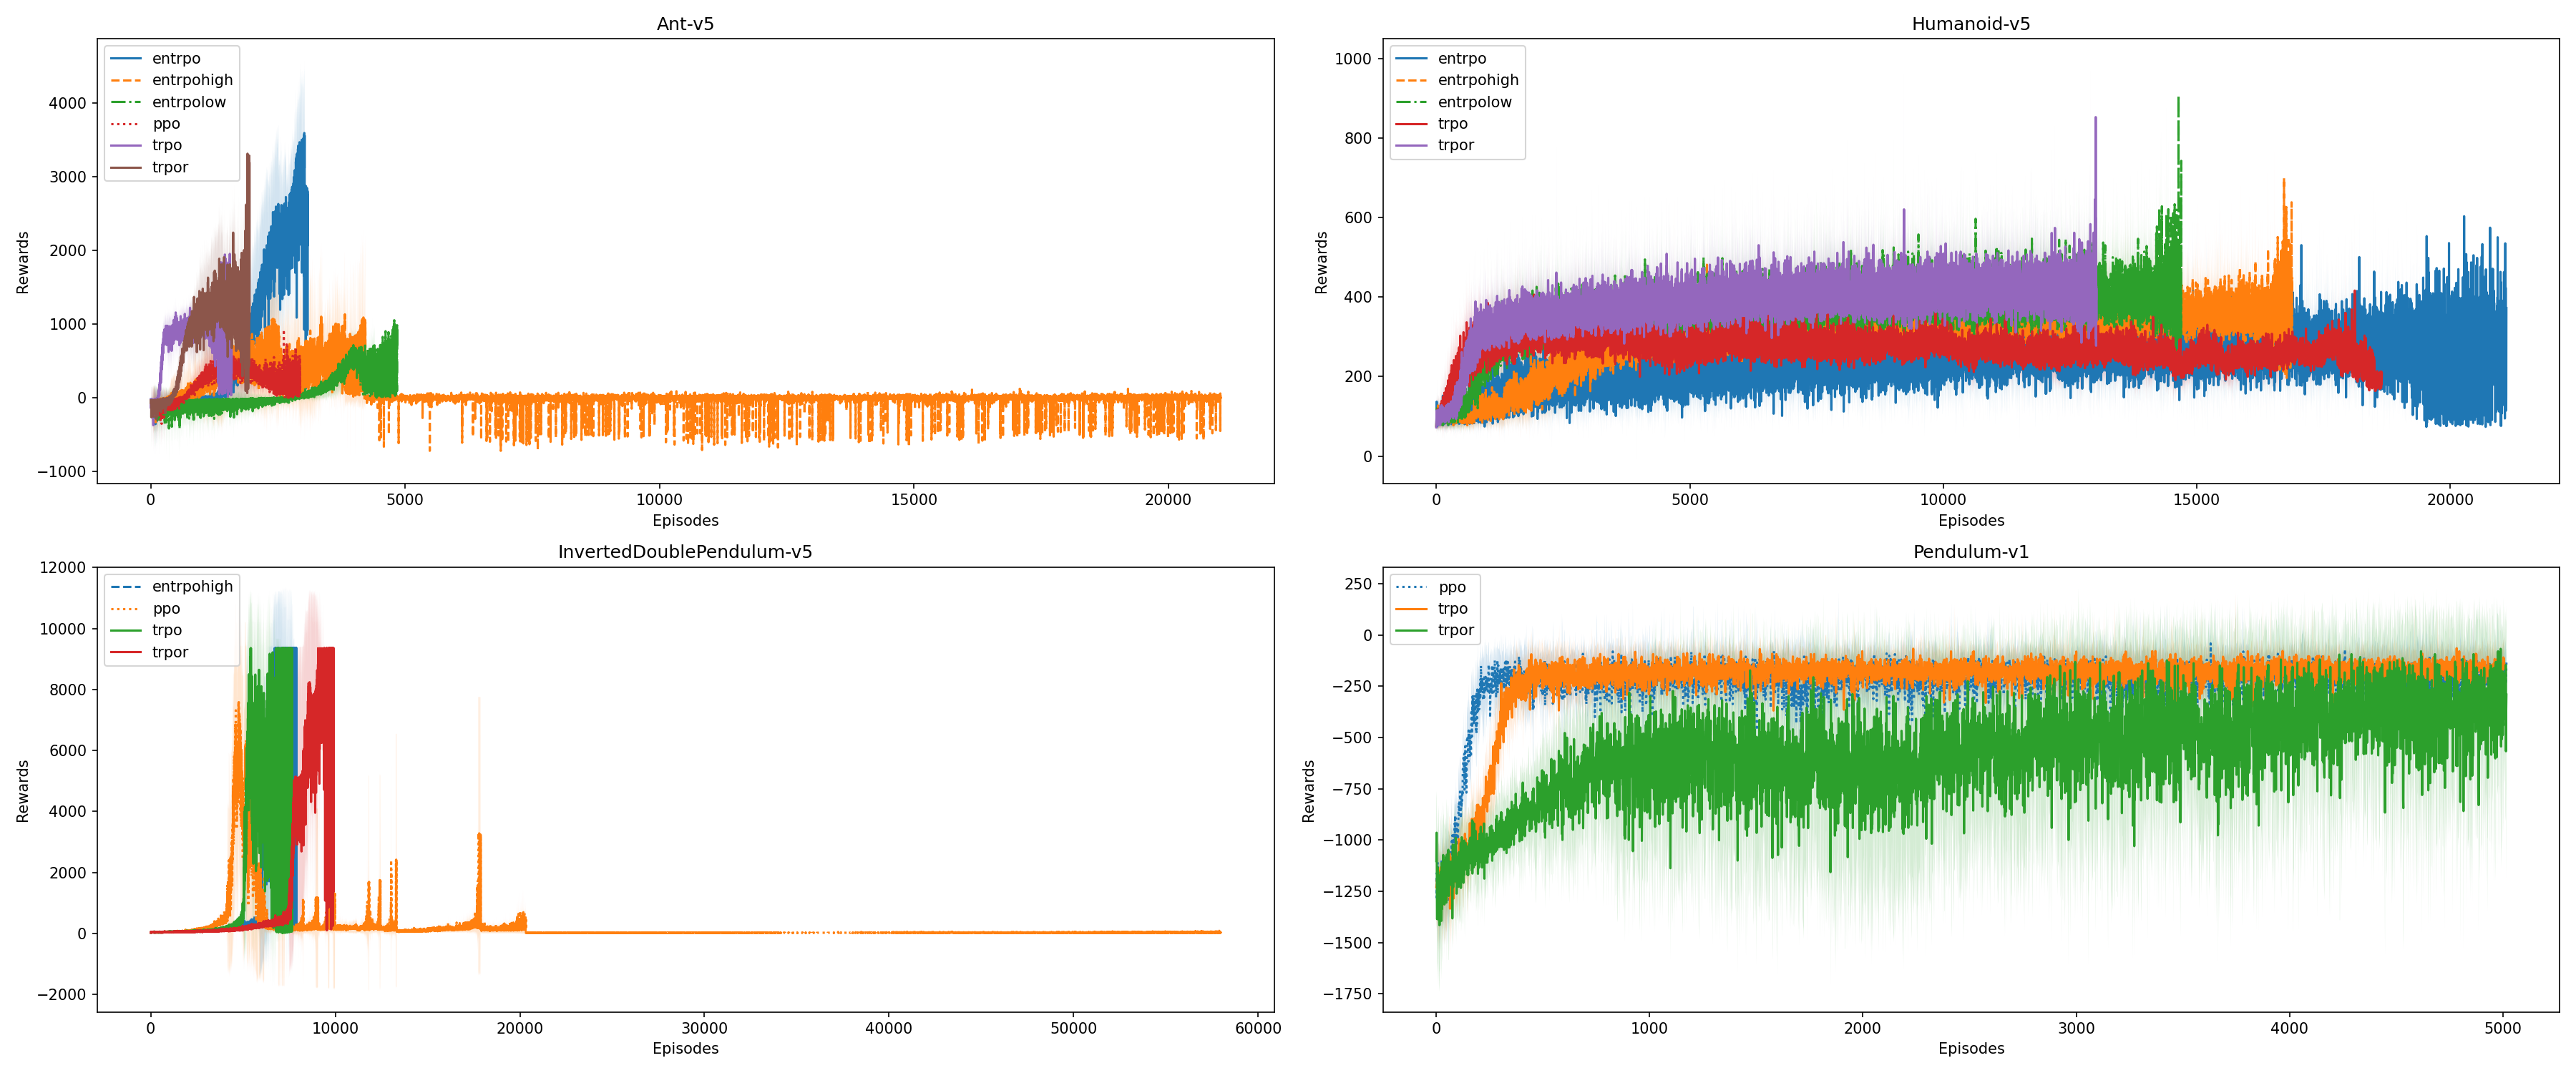 Ant-v5
entrpo
entrpohigh
entrpolow
ppo
trpo
trpor
4000
3000
2000
1000
0
−1000
Rewards
0 5000 10000 15000 20000
Episodes
Humanoid-v5
entrpo
entrpohigh
entrpolow
trpo
trpor
1000
800
600
400
200
0
Rewards
0 5000 10000 15000 20000
Episodes
InvertedDoublePendulum-v5
entrpohigh
ppo
trpo
trpor
12000
10000
8000
6000
4000
2000
0
−2000
Rewards
0 10000 20000 30000 40000 50000 60000
Episodes
Pendulum-v1
ppo
trpo
trpor
250
0
−250
−500
−750
−1000
−1250
−1500
−1750
Rewards
0 1000 2000 3000 4000 5000
Episodes